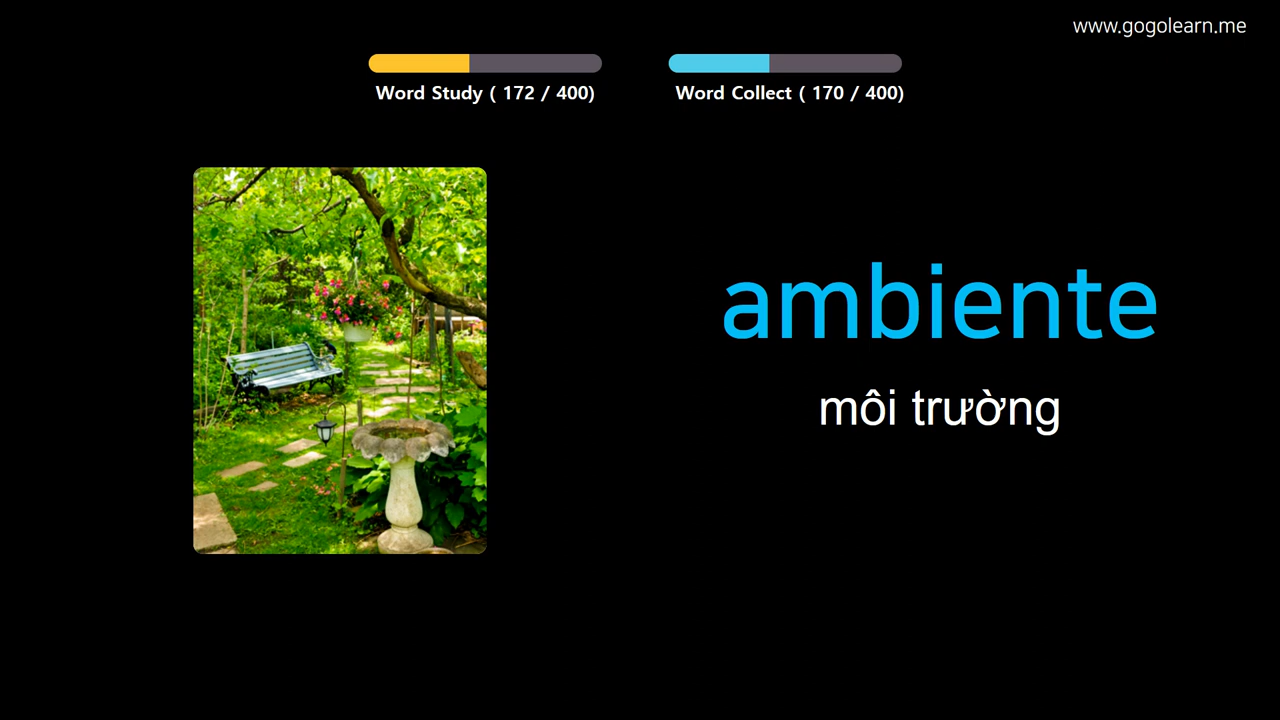 www.gogolearn.me
Word Study ( 172 / 400)
Word Collect ( 170 / 400)
ambiente
môi trường